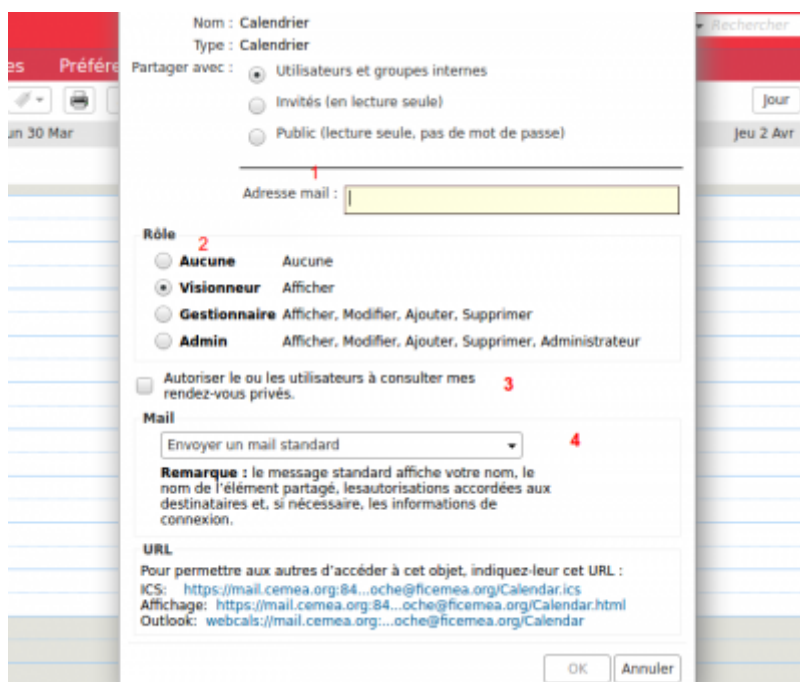 Nom : Calendrier
Rechercher
Type : Calendrier
es Préfére
Partager avec :
Utilisateurs et groupes internes
Invités (en lecture seule)
Jour
Public (lecture seule, pas de mot de passe)
un 30 Mar
Jeu 2 Avr
1
Adresse mail :
Rôle
2
Aucune Aucune
Visionneur Afficher
Gestionnaire Afficher, Modifier, Ajouter, Supprimer
Admin Afficher, Modifier, Ajouter, Supprimer, Administrateur
Autoriser le ou les utilisateurs à consulter mes
rendez-vous privés.
3
Mail
Envoyer un mail standard
4
Remarque : le message standard affiche votre nom, le
nom de l'élément partagé, lesautorisations accordées aux
destinataires et, si nécessaire, les informations de
connexion.
URL
Pour permettre aux autres d'accéder à cet objet, indiquez-leur cet URL :
ICS: https://mail.cemea.org:84...oche@ficemea.org/Calendar.ics
Affichage: https://mail.cemea.org:84...oche@ficemea.org/Calendar.html
Outlook: webcals://mail.cemea.org:...oche@ficemea.org/Calendar
OK Annuler